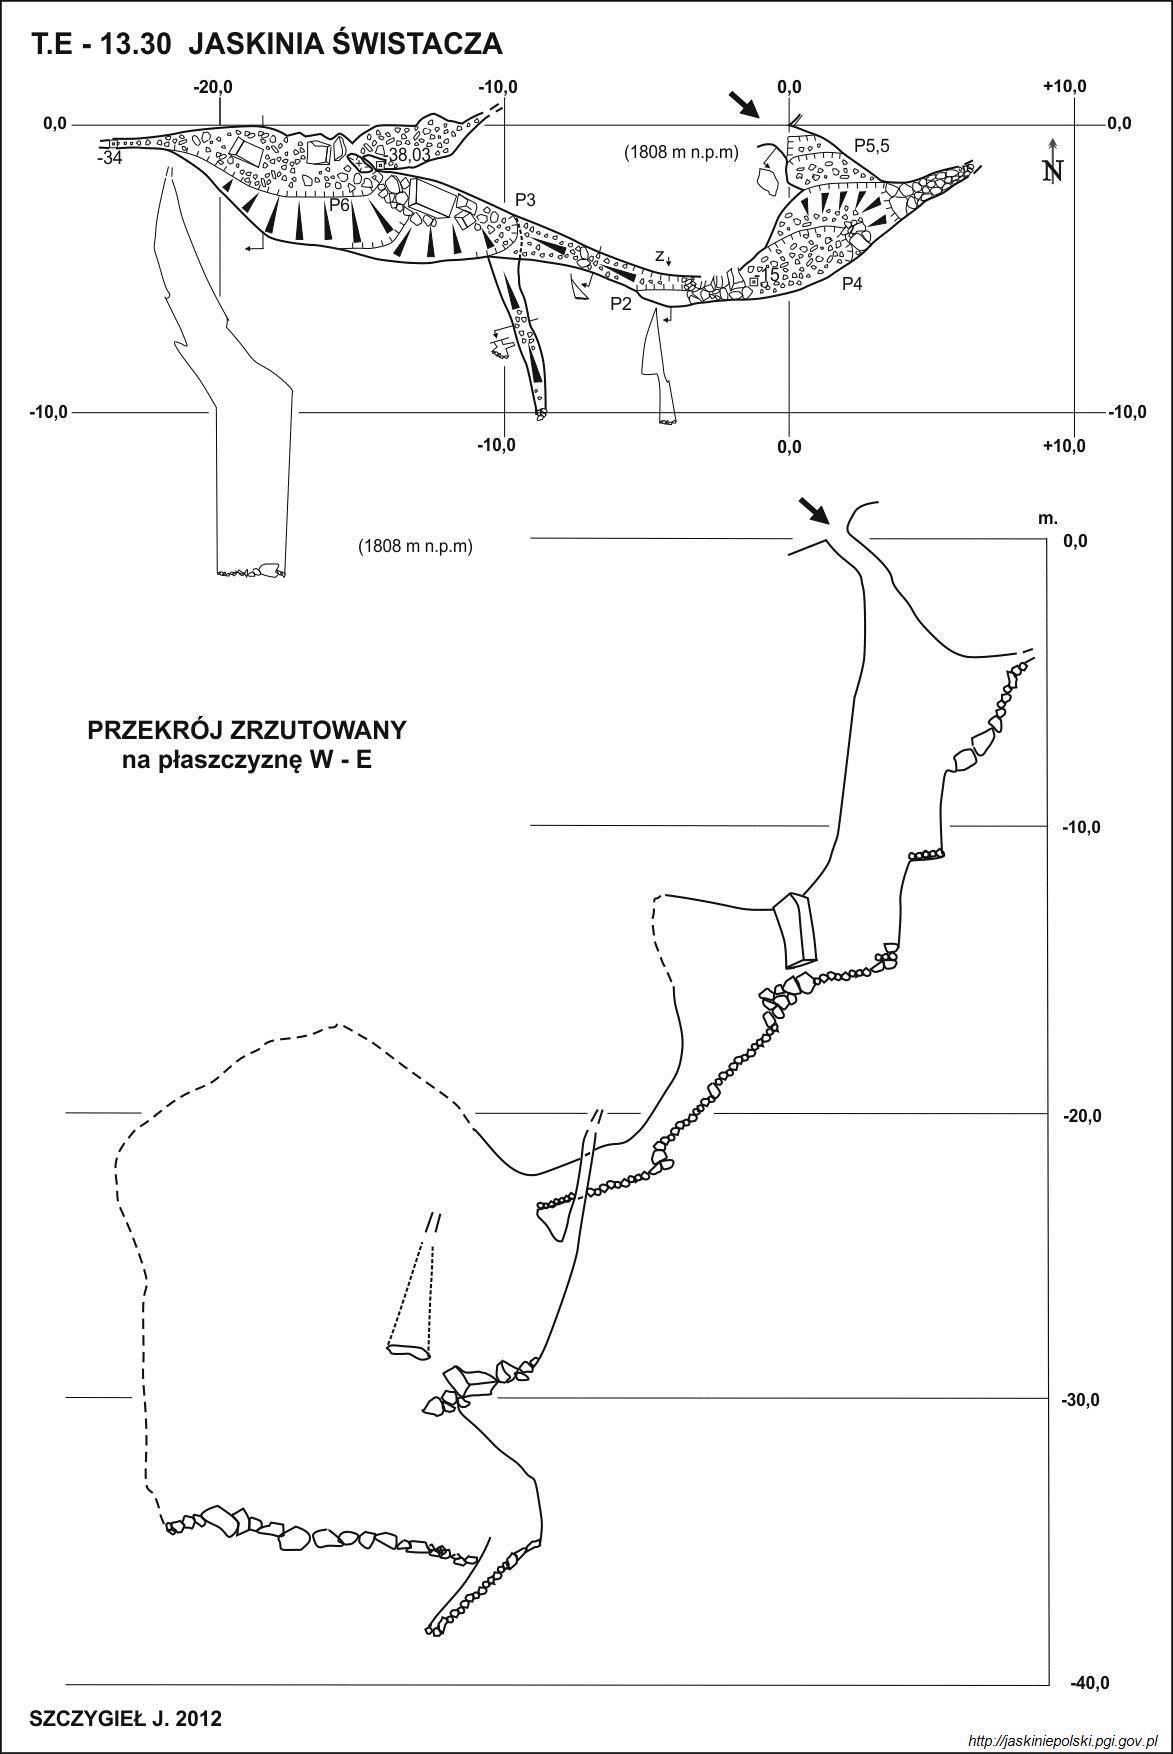 T.E - 13.30 JASKINIA ŚWISTACZA
-20,0 -10,0 0,0 +10,0
0,0 0,0
-34
-38,03
(1808 m n.p.m)
P5,5
N
P6
P3
z
-15
P2
P4
-10,0 -10,0
-10,0 0,0 +10,0
m.
(1808 m n.p.m)
0,0
PRZEKRÓJ ZRZUTOWANY
na płaszczyznę W - E
-10,0
-20,0
-30,0
-40,0
SZCZYGIEŁ J. 2012
http://jaskiniepolski.pgi.gov.pl